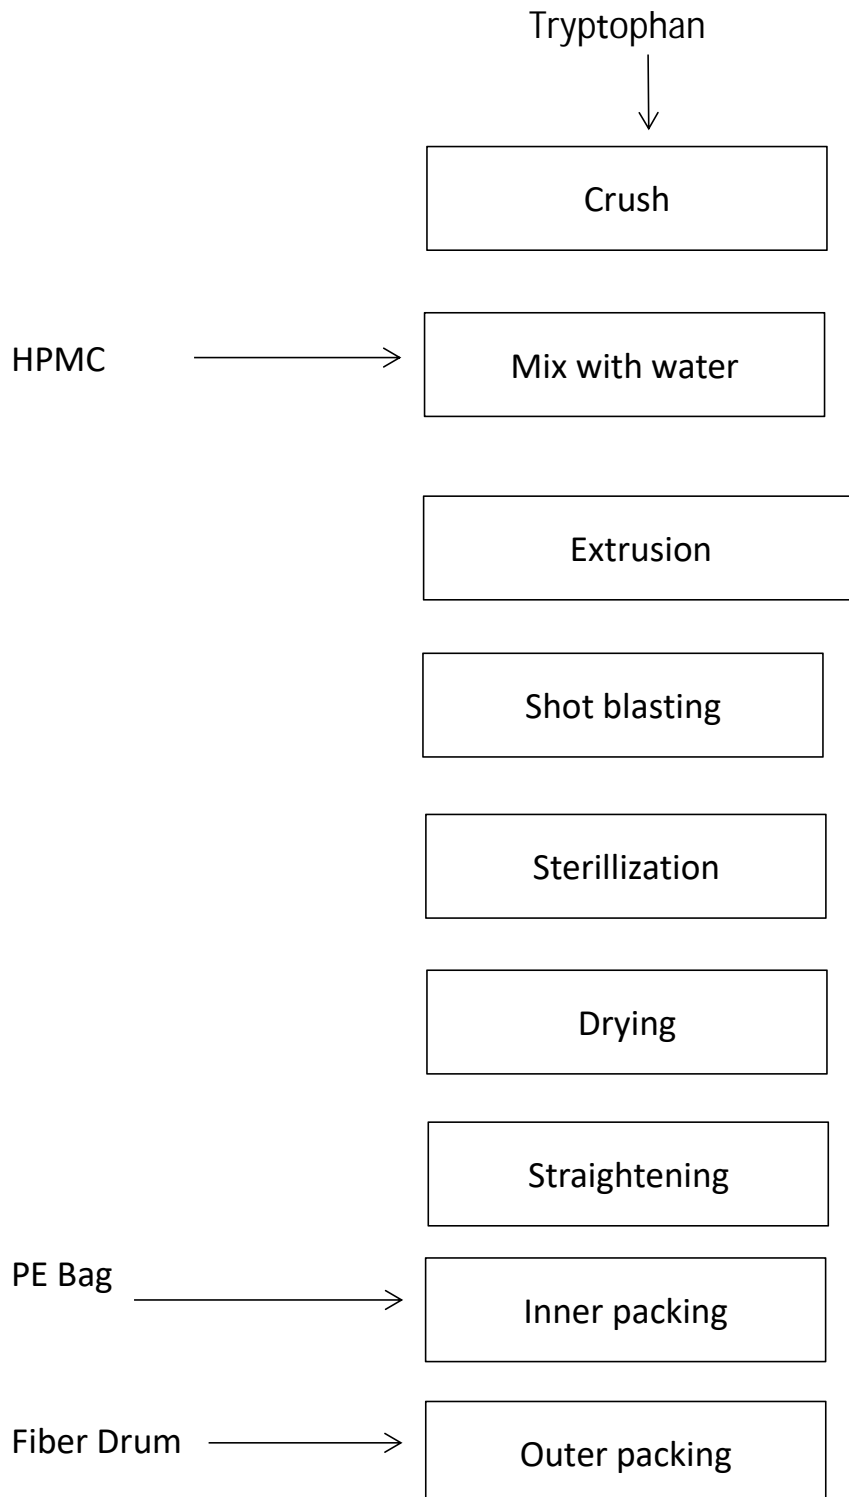 Tryptophan
Crush
HPMC
Mix with water
Extrusion
Shot blasting
Sterillization
Drying
Straightening
PE Bag
Inner packing
Fiber Drum
Outer packing